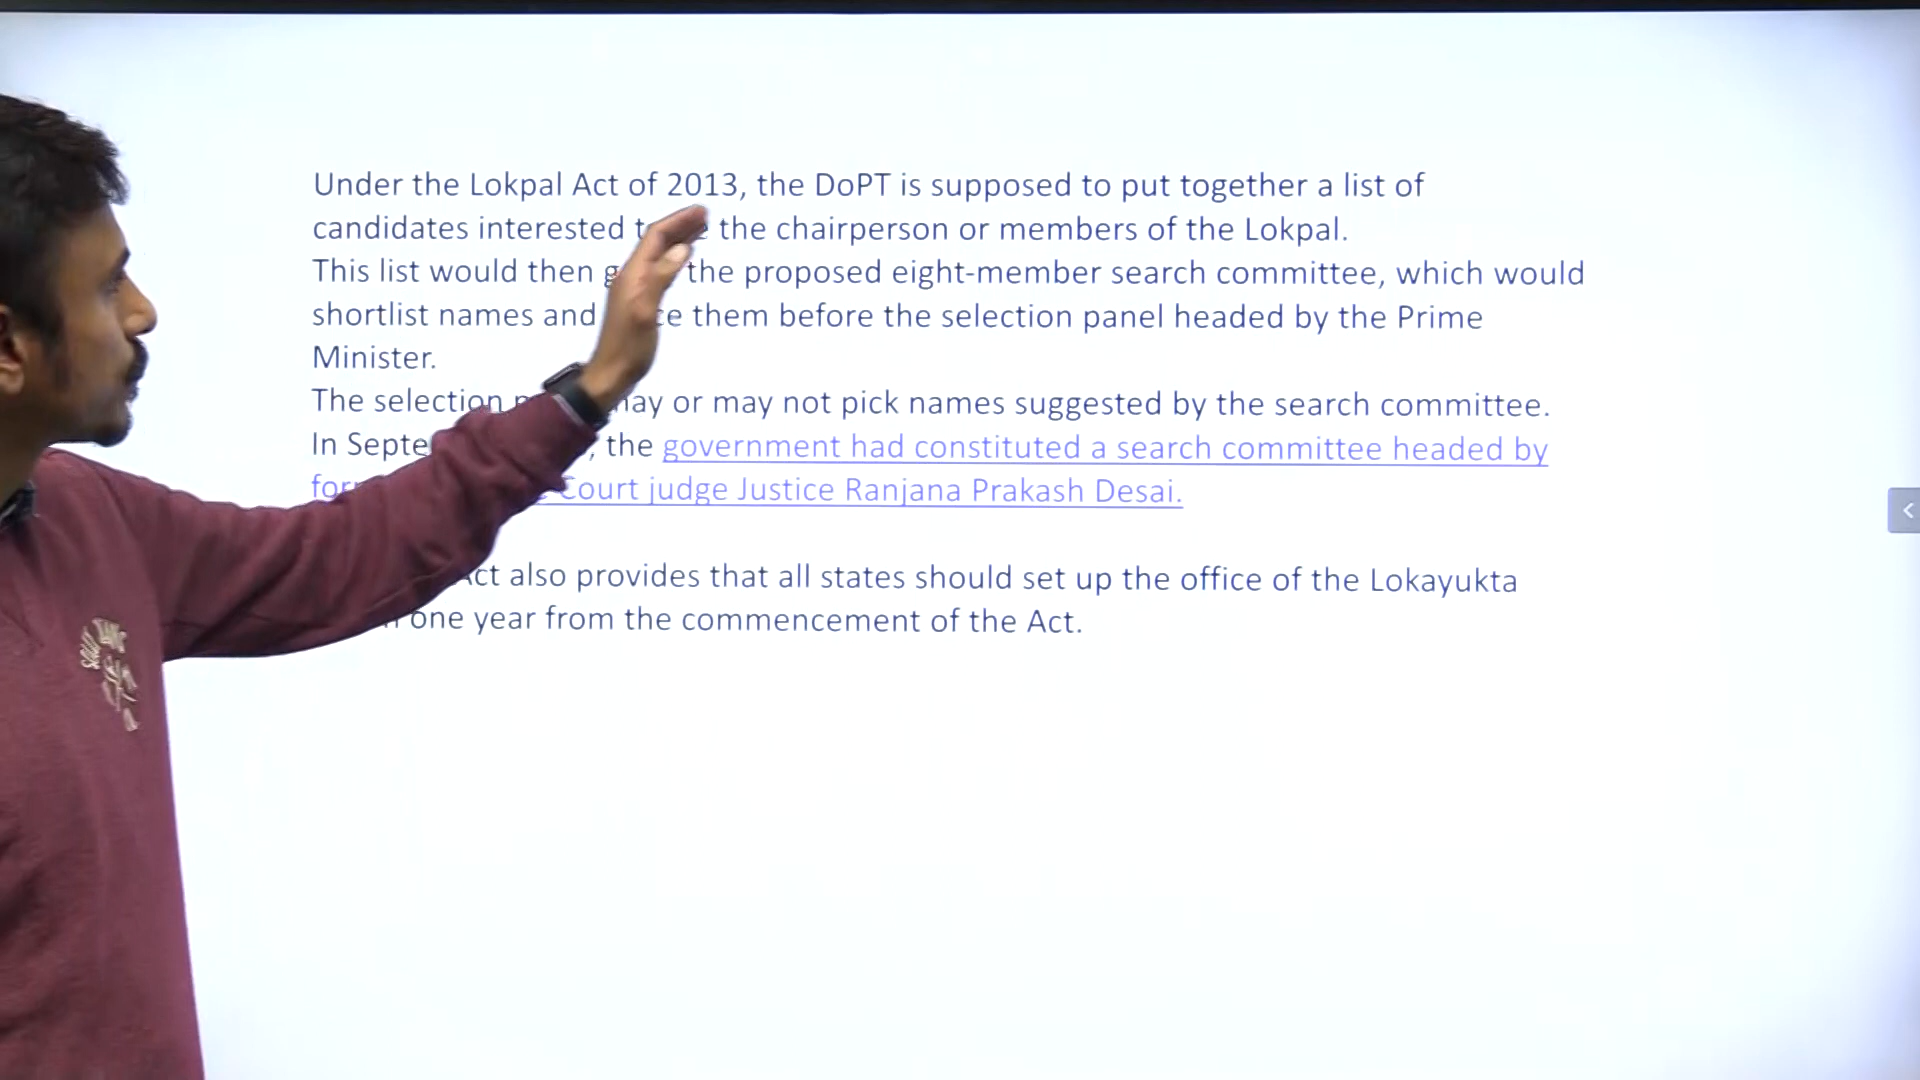 Under the Lokpal Act of 2013, the DoPT is supposed to put together a list of
candidates interested the chairperson or members of the Lokpal.
This list would then the proposed eight-member search committee, which would
shortlist names and them before the selection panel headed by the Prime
Minister.
The selection may or may not pick names suggested by the search committee.
In , the government had constituted a search committee headed by
Court judge Justice Ranjana Prakash Desai.
Act also provides that all states should set up the office of the Lokayukta
one year from the commencement of the Act.